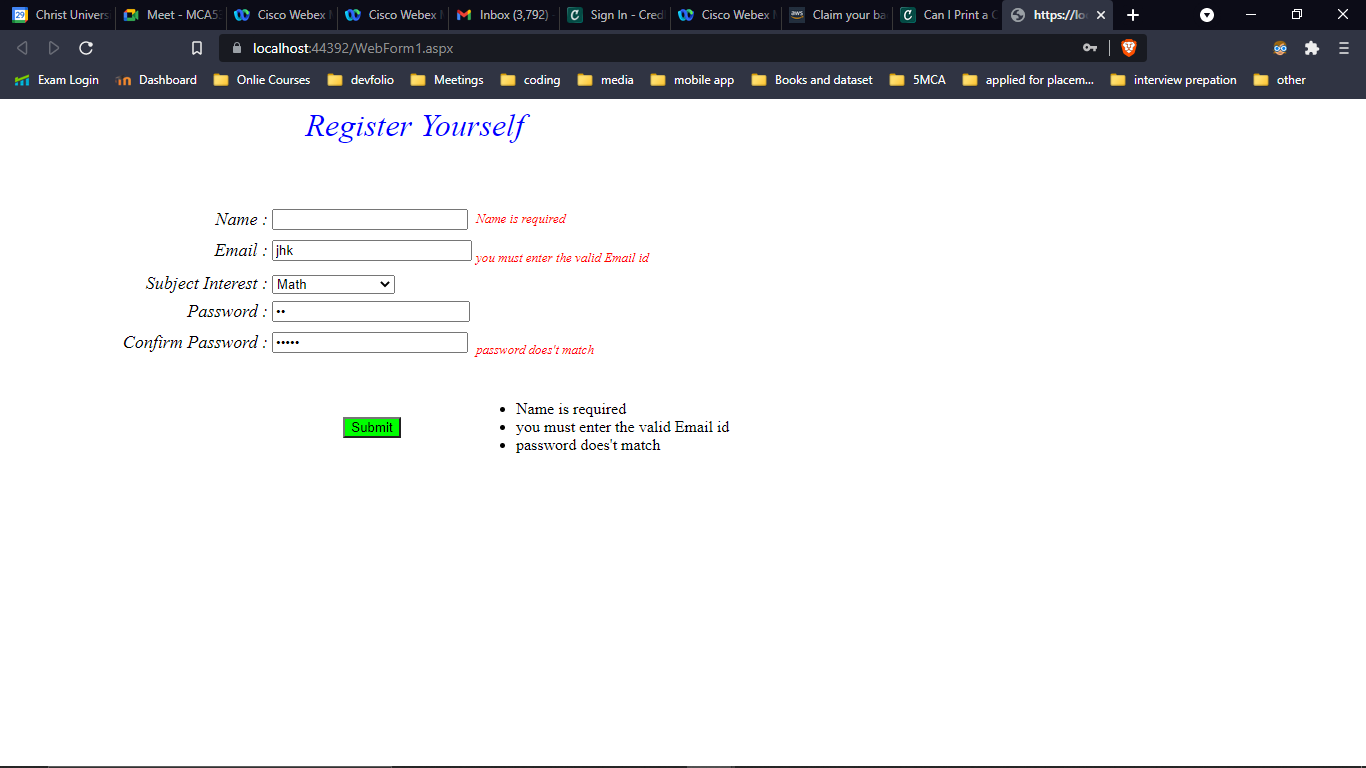 Christ Univers Meet - MCA53 Cisco Webex M Cisco Webex M Inbox (3,792) - Sign In - Cred Cisco Webex M Claim your ba Can I Print a C https://lo
localhost:44392/WebForm1.aspx
Exam Login Dashboard Onlie Courses devfolio Meetings coding media mobile app Books and dataset 5MCA applied for placem... interview prepation other
Register Yourself
Name : Name is required
Email : jhk you must enter the valid Email id
Subject Interest : Math
Password : ••
Confirm Password : ••••• password does't match
Submit
• Name is required
• you must enter the valid Email id
• password does't match